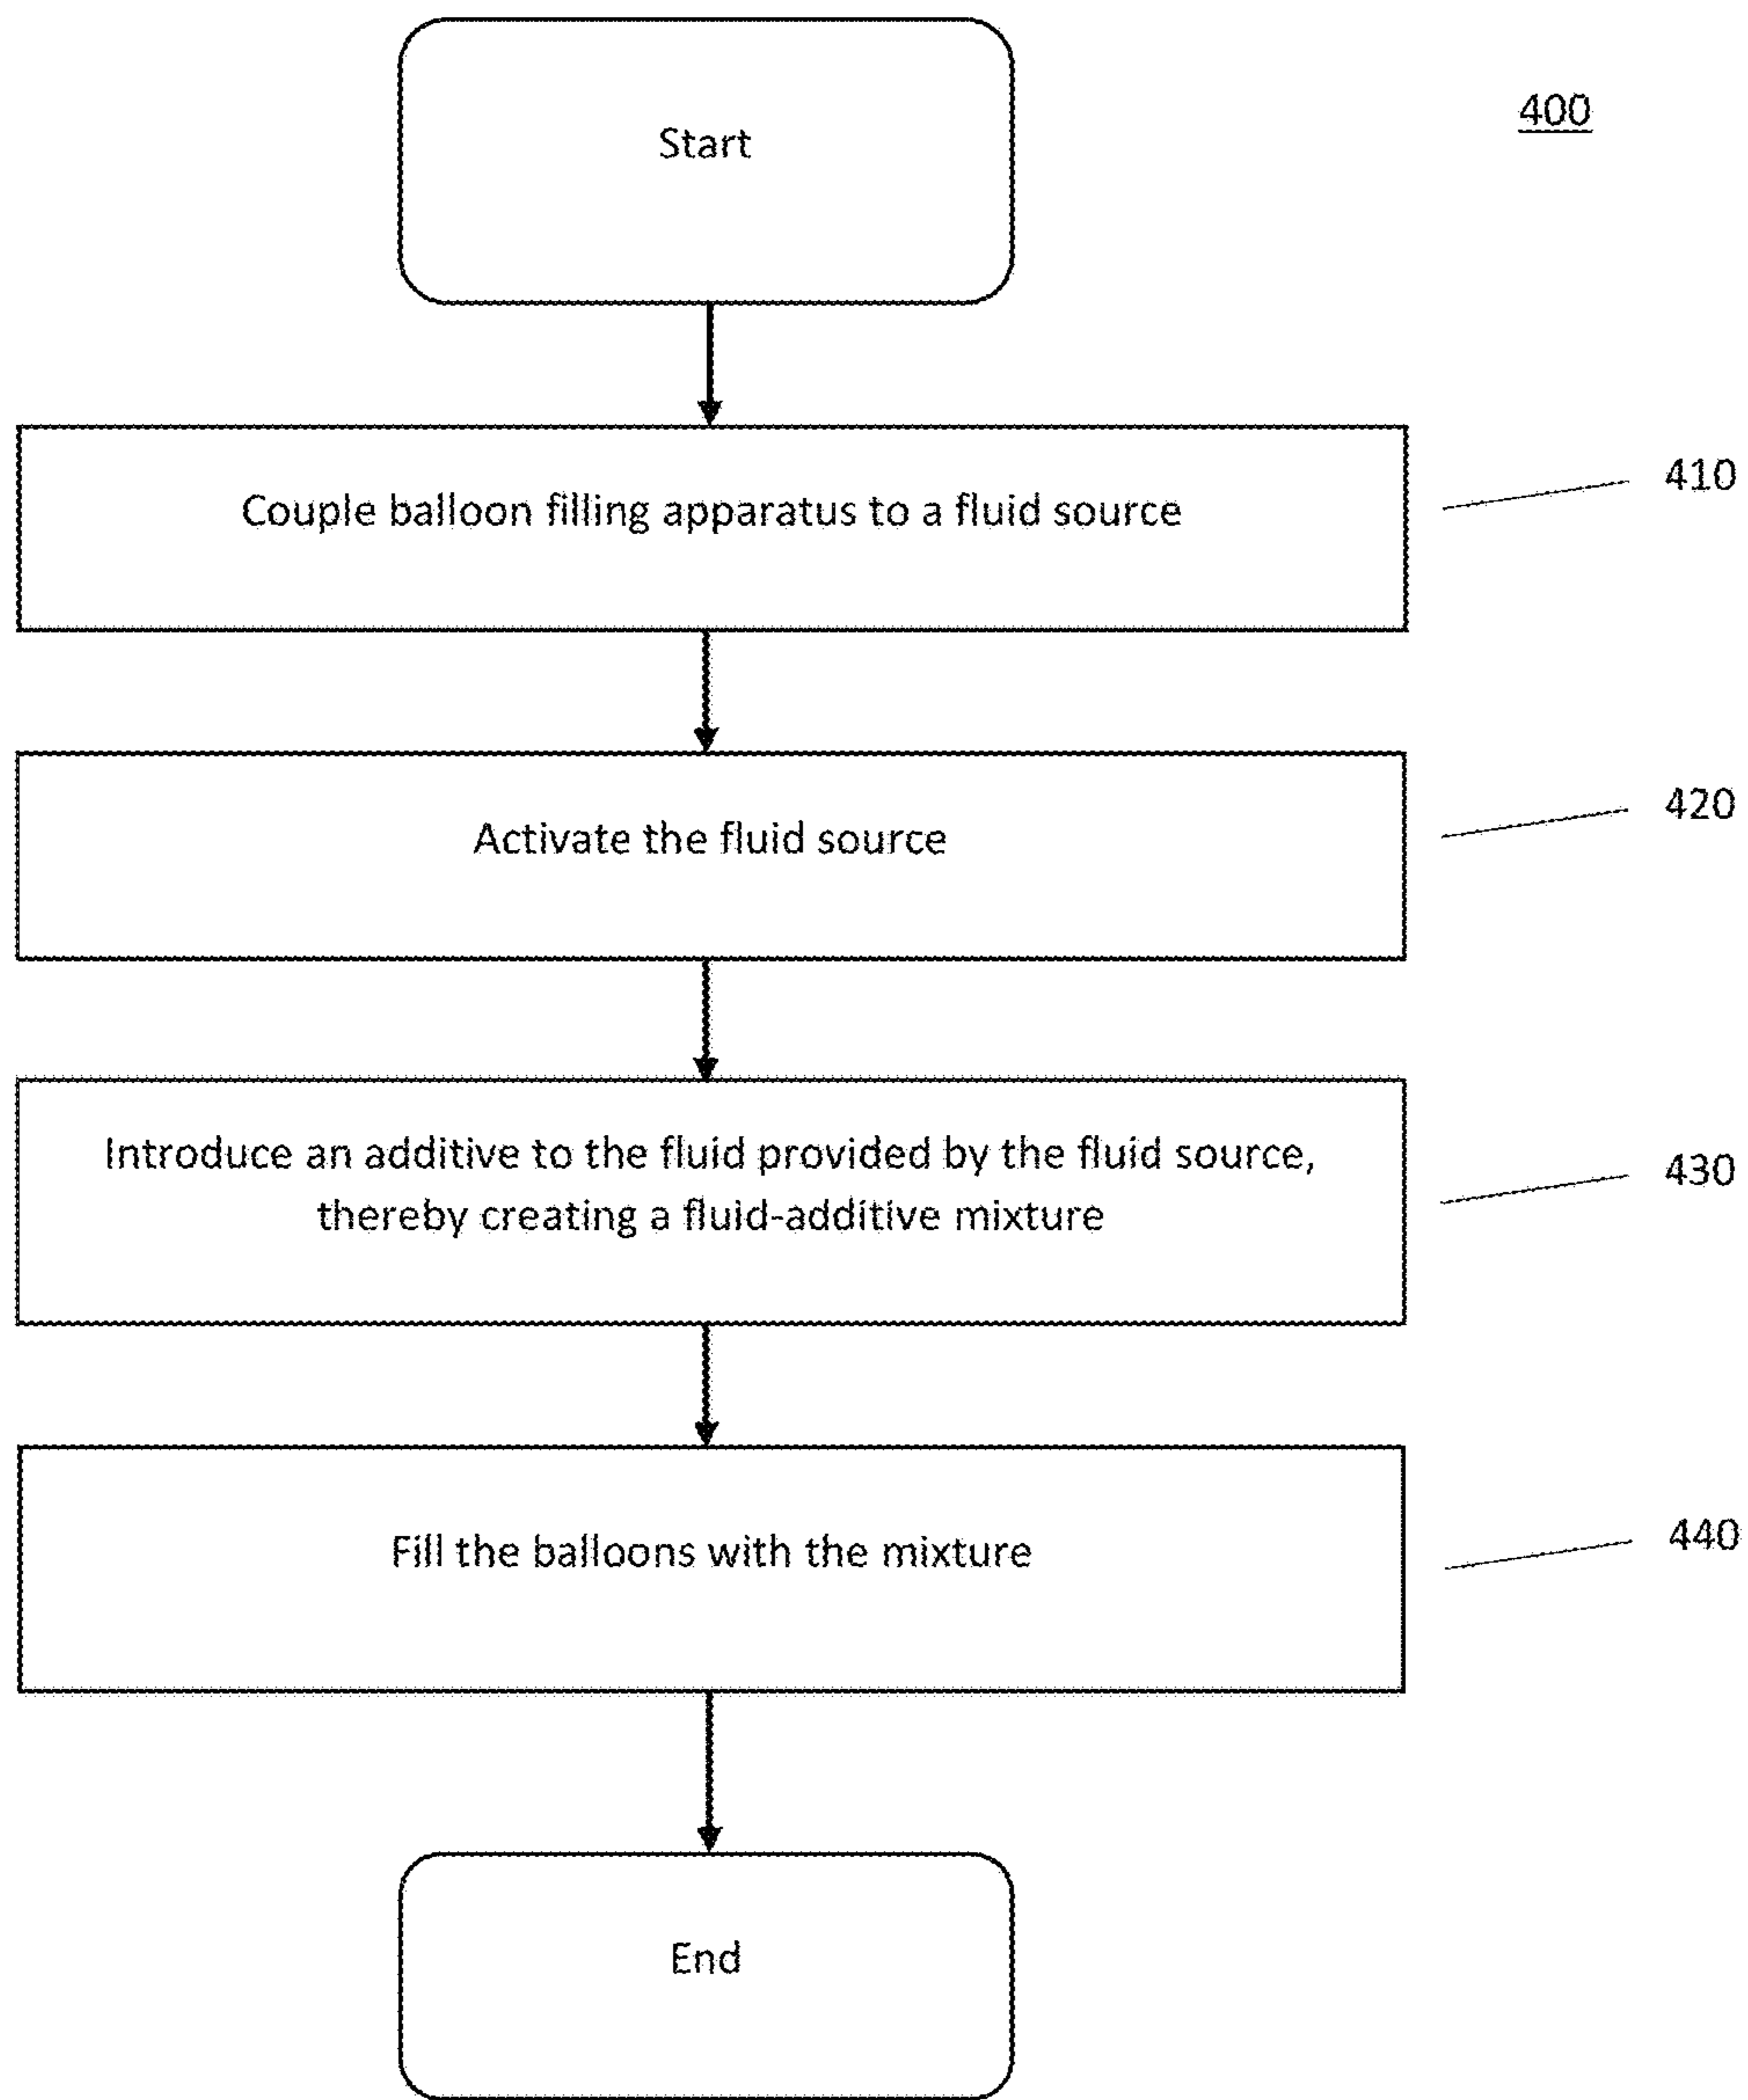 Start
400
Couple balloon filling apparatus to a fluid source
410
Activate the fluid source
420
Introduce an additive to the fluid provided by the fluid source,
thereby creating a fluid-additive mixture
430
Fill the balloons with the mixture
440
End